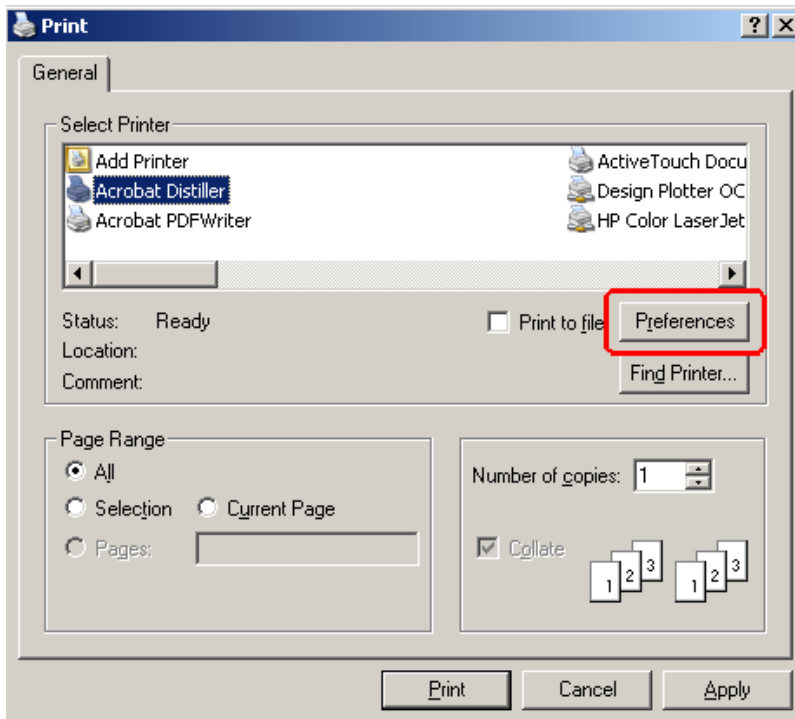 Print
General
Select Printer
Add Printer
Acrobat Distiller
Acrobat PDFWriter
ActiveTouch Docu
Design Plotter OC
HP Color LaserJet
Status: Ready
Print to file
Preferences
Location:
Comment:
Find Printer...
Page Range
All
Selection
Current Page
Pages:
Number of copies: 1
Collate
1 2 3 1 2 3
Print
Cancel
Apply